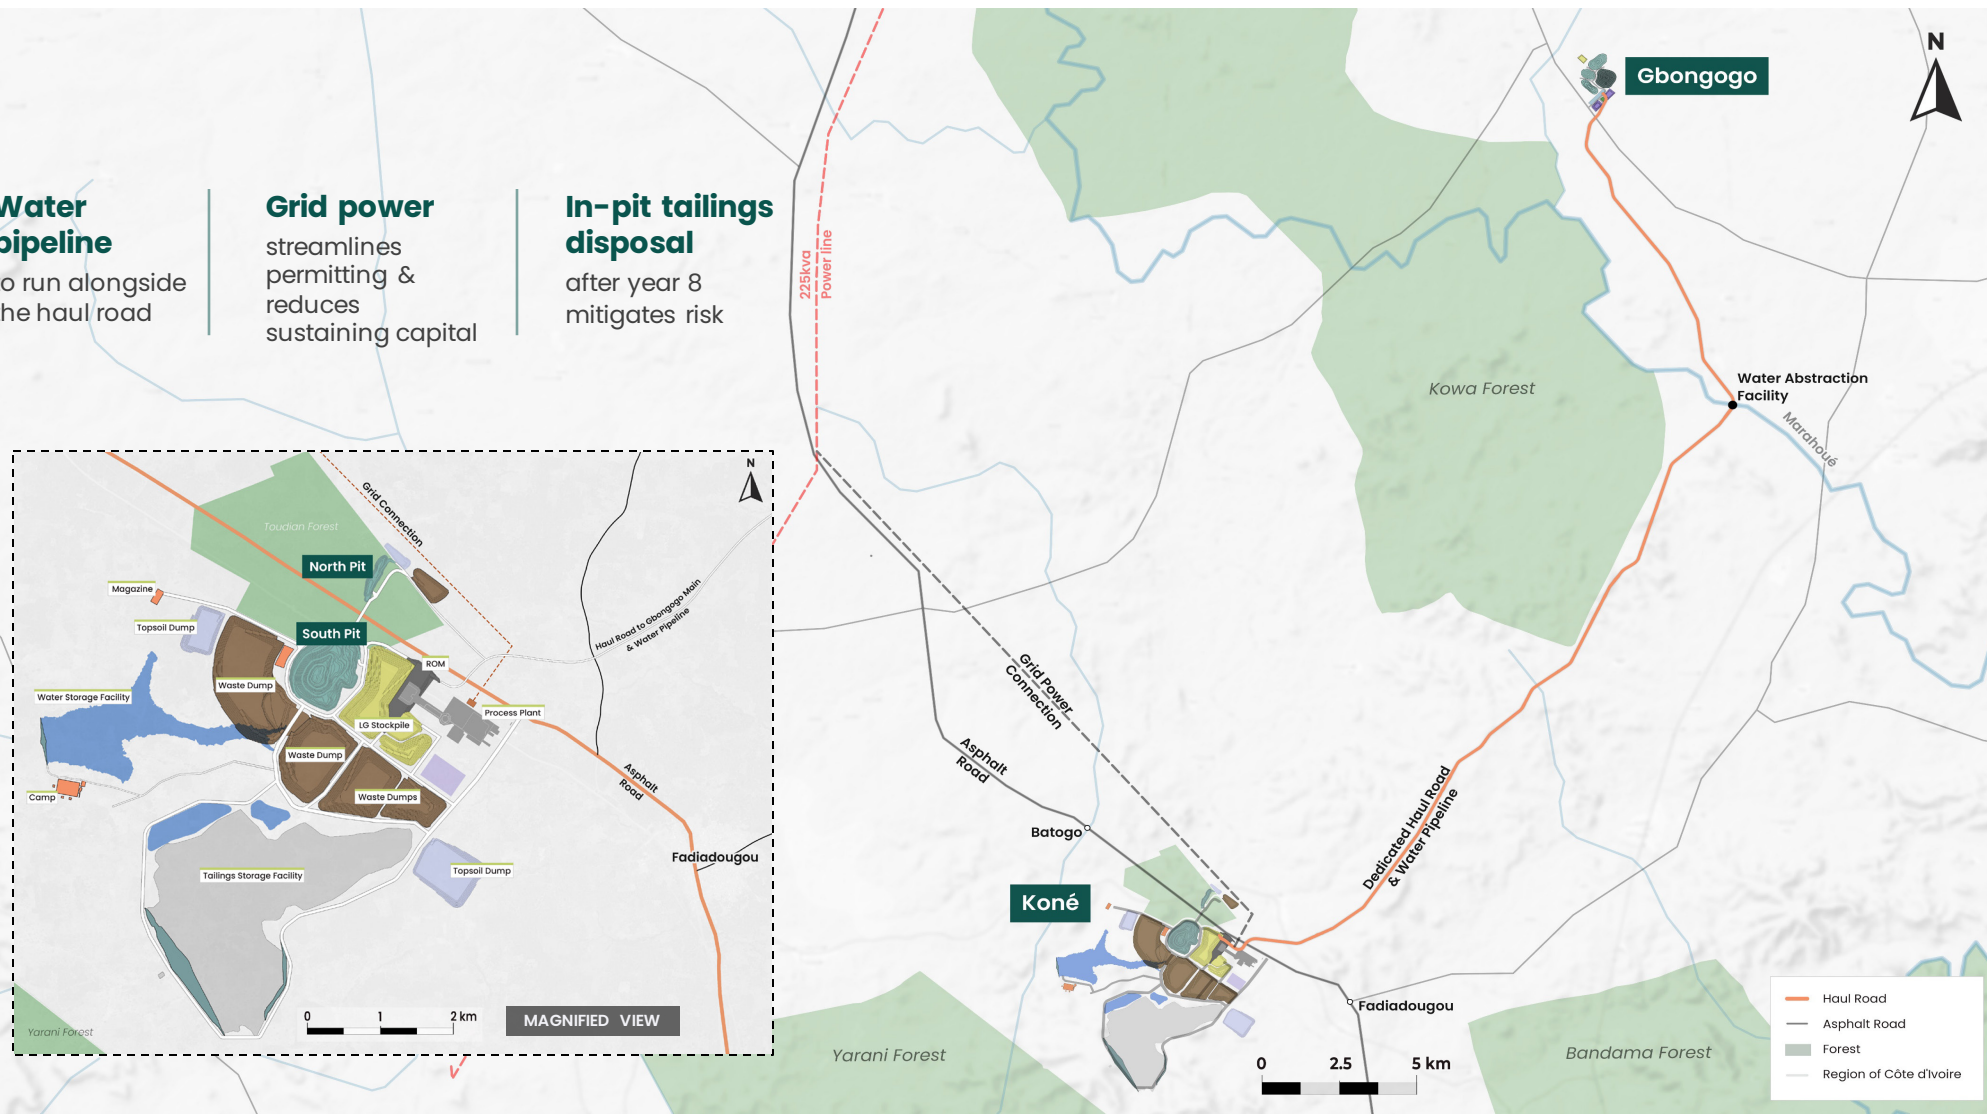 Water
pipeline
o run alongside
he haul road
Grid power
streamlines
permitting &
reduces
sustaining capital
In-pit tailings
disposal
after year 8
mitigates risk
225kva
Power line
Gbongogo
N
Kowa Forest
Water Abstraction
Facility
Marahoué
Grid Power
Connection
Asphalt
Road
Batogo
Koné
Dedicated Haul Road
& Water Pipeline
Fadiadougou
Yarani Forest
Bandama Forest
0 2.5 5 km
Haul Road
Asphalt Road
Forest
Region of Côte d'Ivoire
N
Grid Connection
Toudian Forest
North Pit
Magazine
Topsoil Dump
South Pit
Haul Road to Gbongogo Main
& Water Pipeline
ROM
Waste Dump
Water Storage Facility
Process Plant
LG Stockpile
Waste Dump
Waste Dumps
Camp
Asphalt
Road
Fadiadougou
Topsoil Dump
Tailings Storage Facility
Yarani Forest
0 1 2 km
MAGNIFIED VIEW